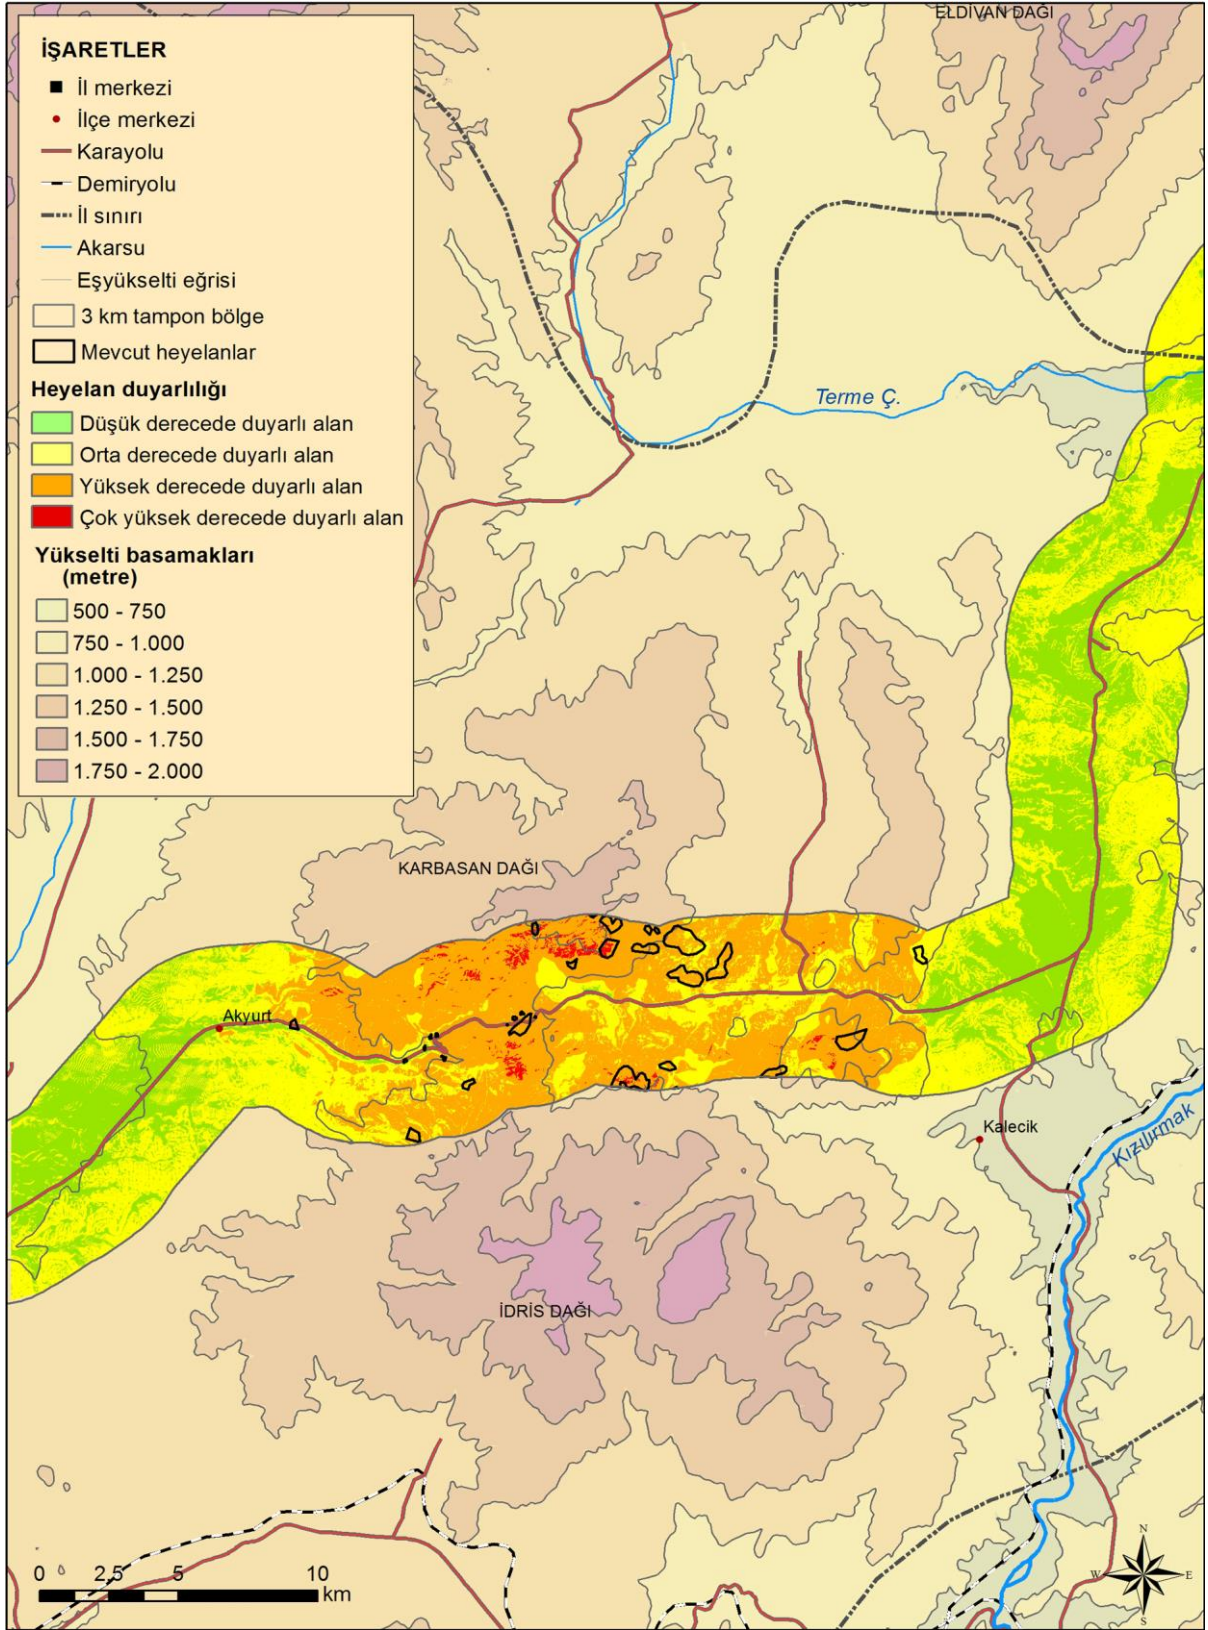 ELDİVAN DAĞI
İŞARETLER
İl merkezi
İlçe merkezi
Karayolu
Demiryolu
İl sınırı
Akarsu
Eşyükselti eğrisi
3 km tampon bölge
Mevcut heyelanlar
Heyelan duyarlılığı
Düşük derecede duyarlı alan
Orta derecede duyarlı alan
Yüksek derecede duyarlı alan
Çok yüksek derecede duyarlı alan
Yükselti basamakları
(metre)
500 - 750
750 - 1.000
1.000 - 1.250
1.250 - 1.500
1.500 - 1.750
1.750 - 2.000
Terme Ç.
KARBASAN DAĞI
Akyurt
Kalecik
Kızılırmak
İDRİS DAĞI
0 2,5 5 10
km
N
W E
S